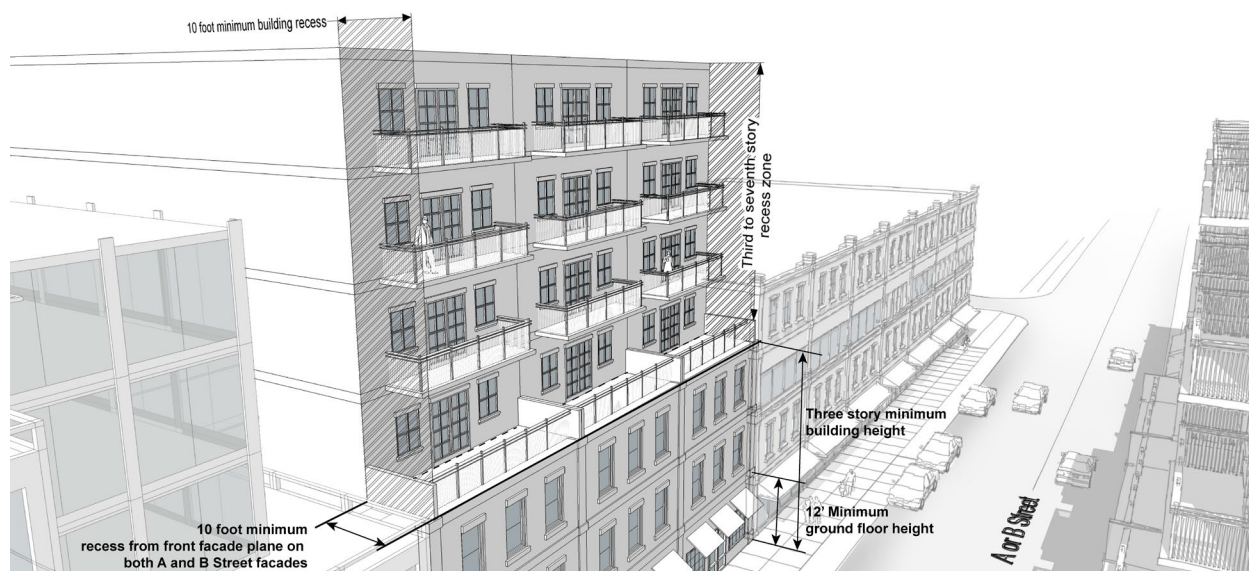 10 foot minimum building recess
Third to seventh story
recess zone
Three story minimum
building height
12' Minimum
ground floor height
10 foot minimum
recess from front facade plane on
both A and B Street facades
A or B Street